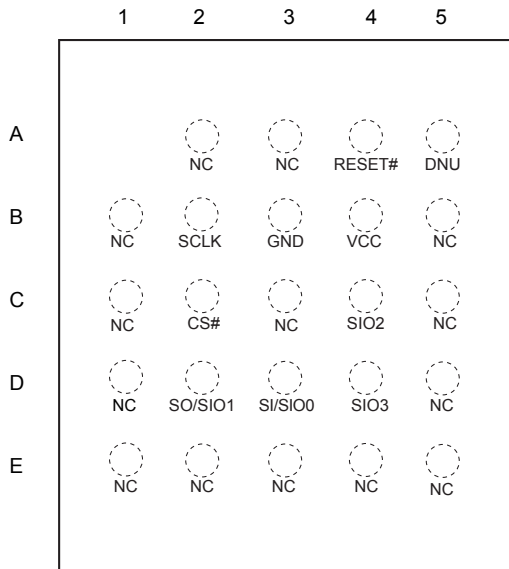 1 2 3 4 5
A
NC NC RESET# DNU
B
NC SCLK GND VCC NC
C
NC CS# NC SIO2 NC
D
NC SO/SIO1 SI/SIO0 SIO3 NC
E
NC NC NC NC NC